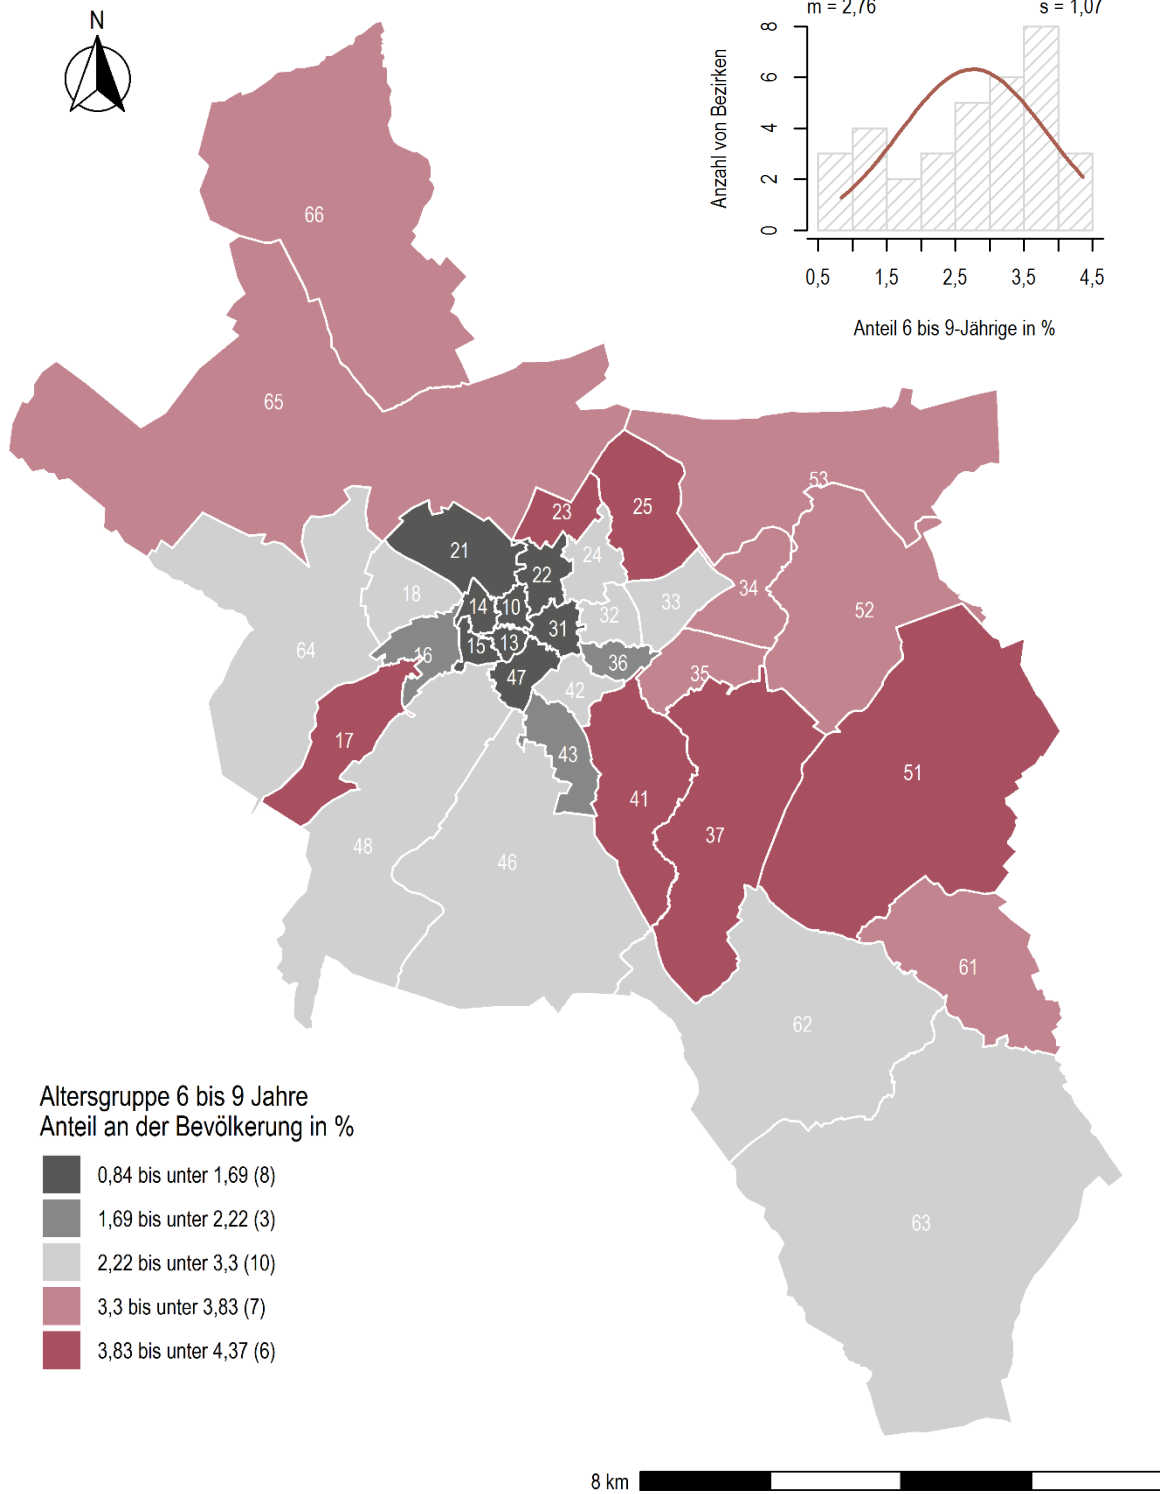 N
m = 2,76
s = 1,07
Anzahl von Bezirken
8
6
4
2
0
0,5 1,5 2,5 3,5 4,5
Anteil 6 bis 9-Jährige in %
66
65
53
25
23
21
24
22
34
18
33
14
10
52
32
31
13
15
64
16
36
35
47
42
17
43
51
41
37
48
46
61
62
63
Altersgruppe 6 bis 9 Jahre
Anteil an der Bevölkerung in %
0,84 bis unter 1,69 (8)
1,69 bis unter 2,22 (3)
2,22 bis unter 3,3 (10)
3,3 bis unter 3,83 (7)
3,83 bis unter 4,37 (6)
8 km